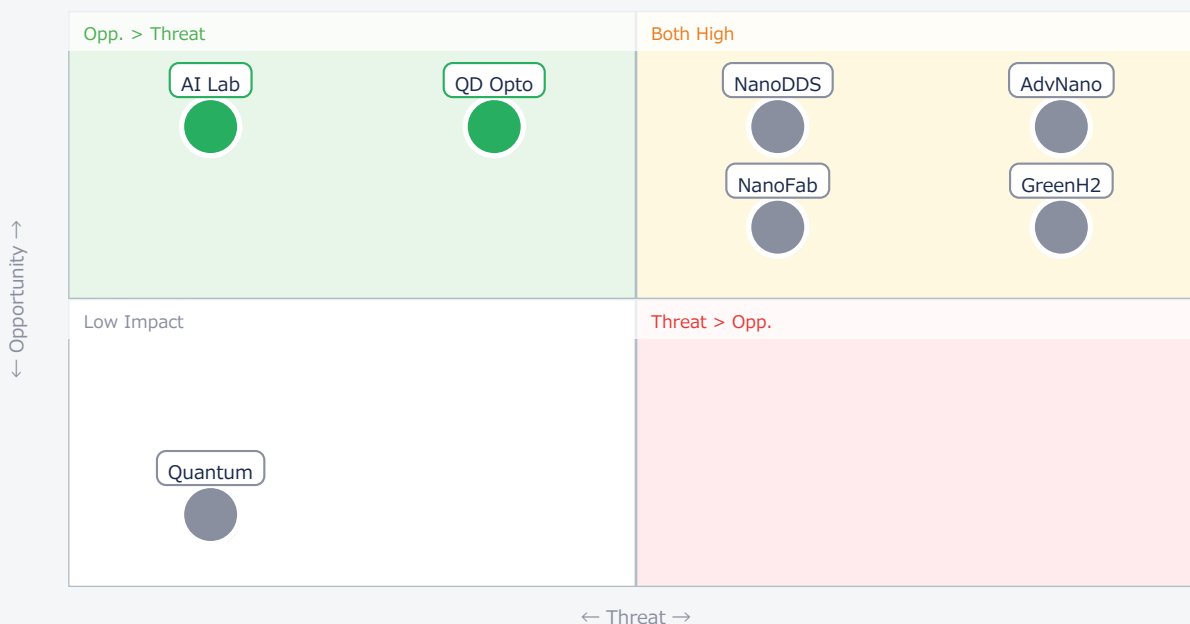 Opp. > Threat
Both High
AI Lab
QD Opto
NanoDDS
AdvNano
NanoFab
GreenH2
← Opportunity →
Low Impact
Threat > Opp.
Quantum
← Threat →